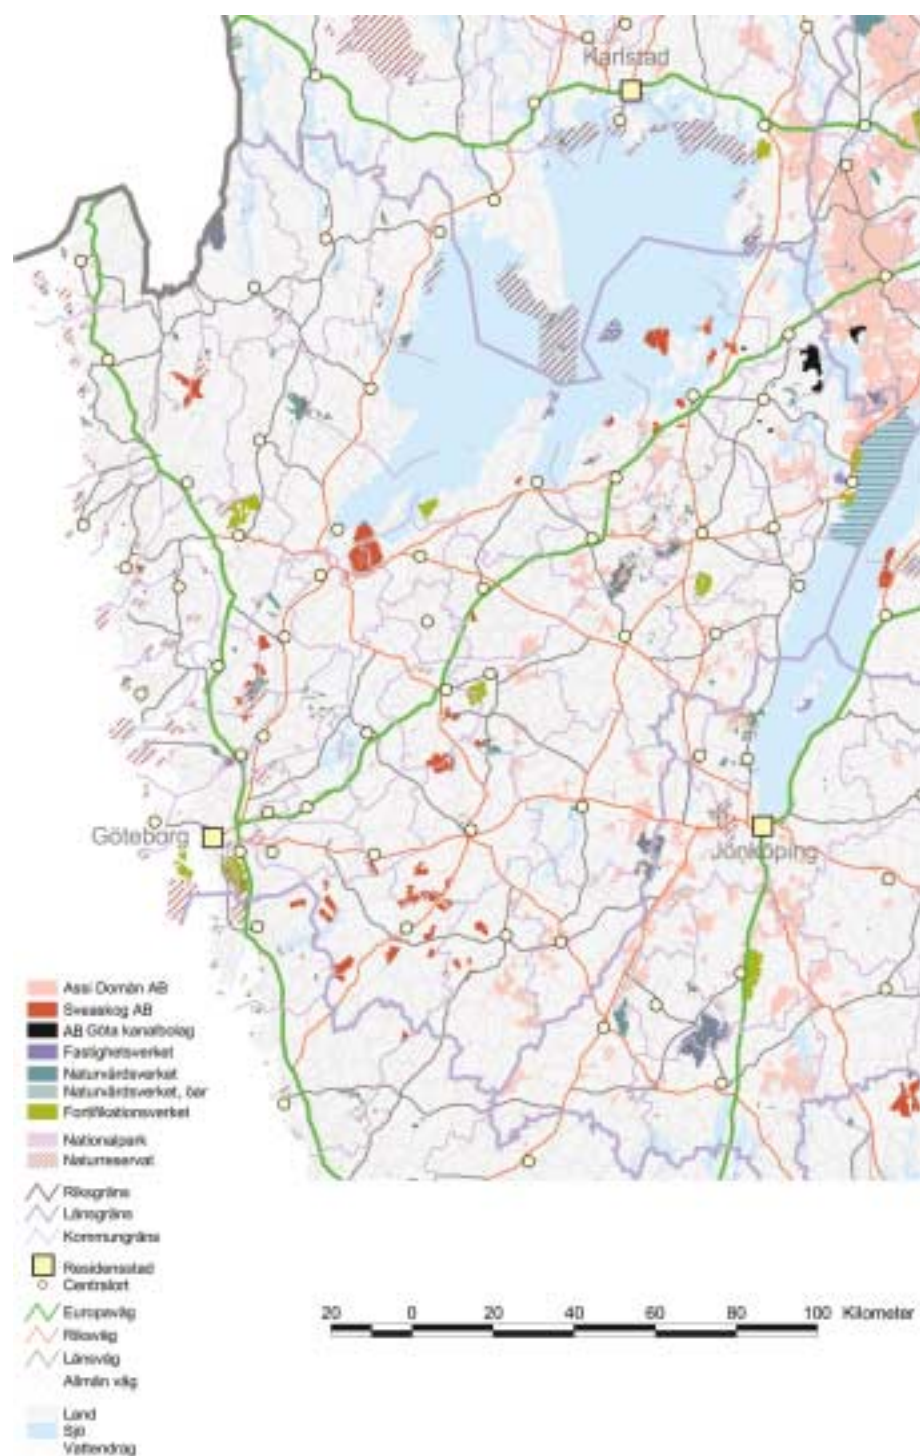 Karlstad
Göteborg
Jönköping
Assi Domän AB
Sveaskog AB
AB Göta kanalbolag
Fastighetsverket
Naturvårdsverket
Naturvårdsverket, öar
Fortifikationsverket
Nationalpark
Naturreservat
Riksgräns
Länsgräns
Kommungräns
Residensstad
Centralort
Europaväg
Riksväg
Länsväg
Allmän väg
20 0 20 40 60 80 100 Kilometer
Land
Sjö
Vattendrag